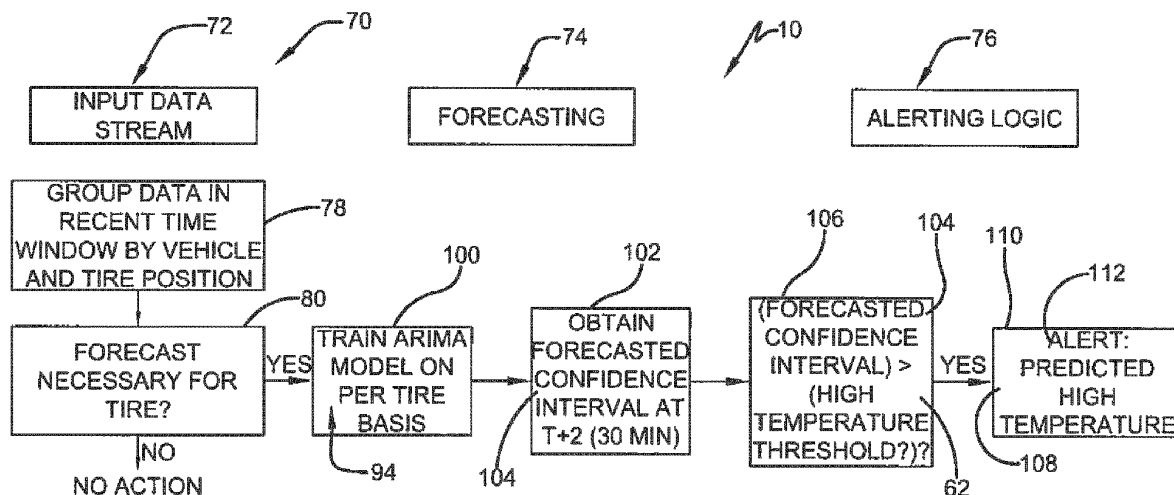 72
70
74
10
76
INPUT DATA
STREAM
FORECASTING
ALERTING LOGIC
GROUP DATA IN
RECENT TIME
WINDOW BY VEHICLE
AND TIRE POSITION
78
80
FORECAST
NECESSARY FOR
TIRE?
YES
NO
NO ACTION
100
TRAIN ARIMA
MODEL ON
PER TIRE
BASIS
94
102
OBTAIN
FORECASTED
CONFIDENCE
INTERVAL AT
T+2 (30 MIN)
104
106
104
(FORECASTED
CONFIDENCE
INTERVAL) >
(HIGH
TEMPERATURE
THRESHOLD?)?
62
YES
110
112
ALERT:
PREDICTED
HIGH
TEMPERATURE
108